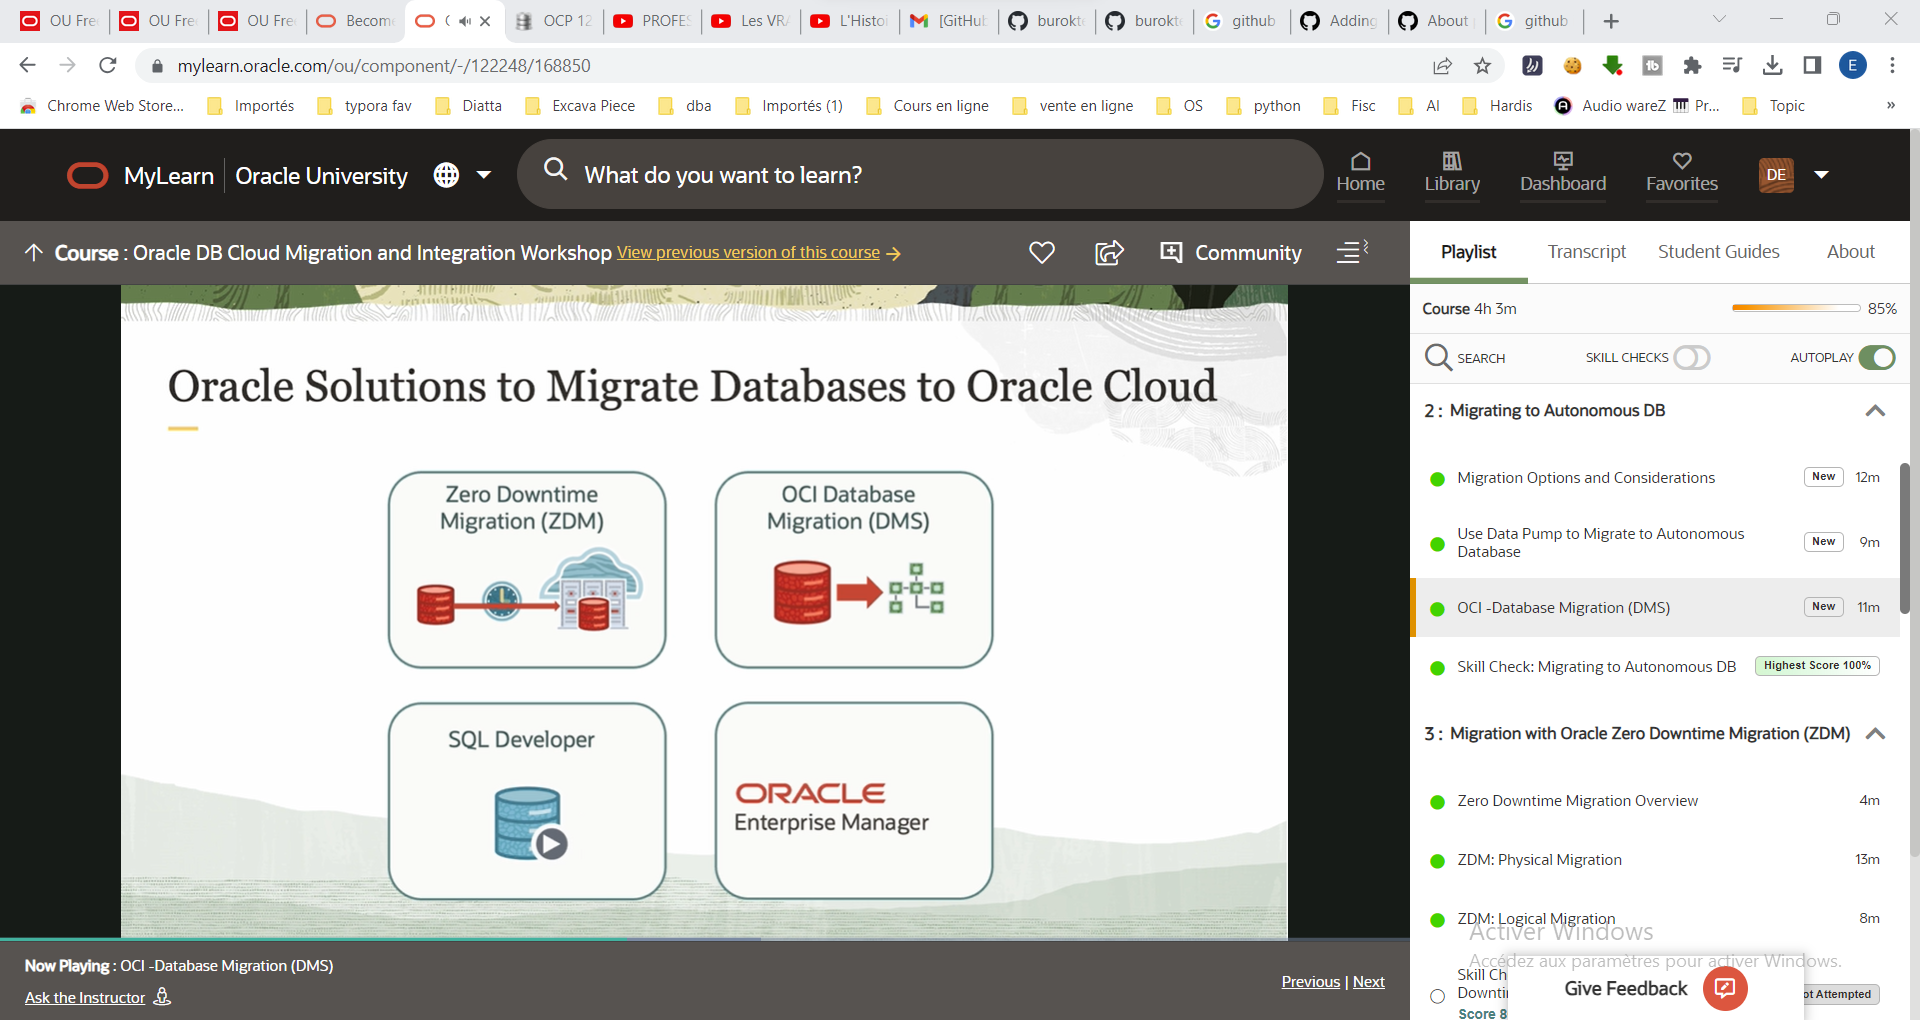 OU Fre
OU Fre
OU Fre
Become
OCP 12
PROFES
Les VRA
L'Histoi
[GitHub
burokte
burokte
github
Adding
About
github
mylearn.oracle.com/ou/component/-/122248/168850
E
Chrome Web Store...
Importés
typora fav
Diatta
Excava Piece
dba
Importés (1)
Cours en ligne
vente en ligne
OS
python
Fisc
AI
Hardis
Audio wareZ
Pr...
Topic
»
MyLearn | Oracle University
What do you want to learn?
Home
Library
Dashboard
Favorites
DE
Course : Oracle DB Cloud Migration and Integration Workshop View previous version of this course
Community
Playlist
Transcript
Student Guides
About
Course 4h 3m
85%
SEARCH
SKILL CHECKS
AUTOPLAY
Oracle Solutions to Migrate Databases to Oracle Cloud
Zero Downtime
Migration (ZDM)
OCI Database
Migration (DMS)
SQL Developer
ORACLE
Enterprise Manager
2 : Migrating to Autonomous DB
Migration Options and Considerations
New
12m
Use Data Pump to Migrate to Autonomous
Database
New
9m
OCI -Database Migration (DMS)
New
11m
Skill Check: Migrating to Autonomous DB
Highest Score 100%
3 : Migration with Oracle Zero Downtime Migration (ZDM)
Zero Downtime Migration Overview
4m
ZDM: Physical Migration
13m
ZDM: Logical Migration
8m
Activer Windows
Accédez aux paramètres pour activer Windows.
Skill Ch
Downti
Score 8
ot Attempted
Give Feedback
Now Playing : OCI -Database Migration (DMS)
Ask the Instructor
Previous | Next